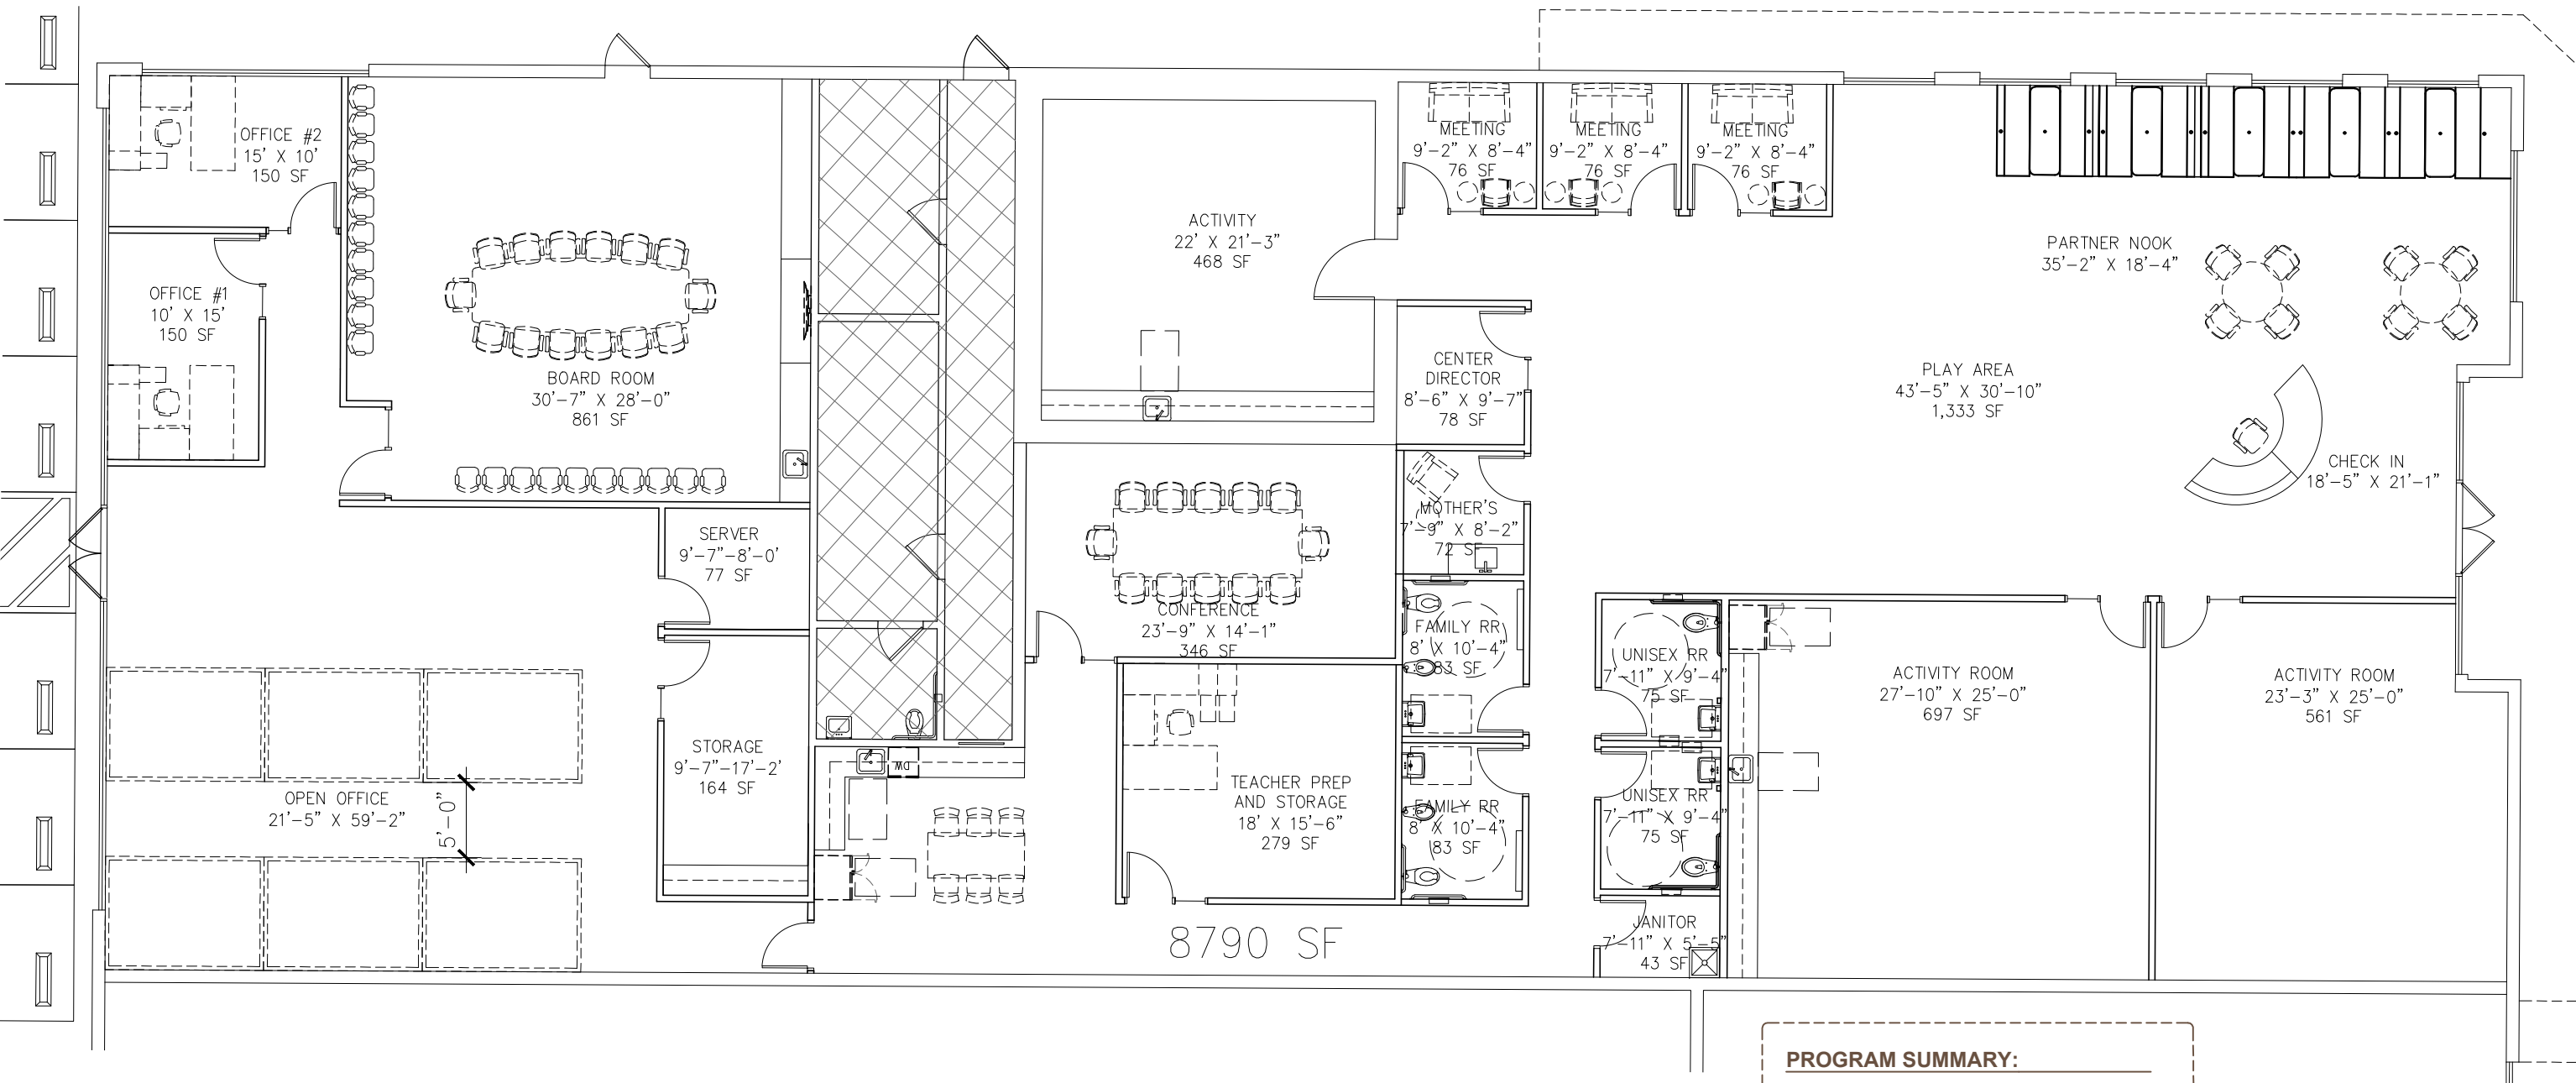 OFFICE #2
15' X 10'
150 SF
OFFICE #1
10' X 15'
150 SF
BOARD ROOM
30'-7" X 28'-0"
861 SF
SERVER
9'-7"-8'-0'
77 SF
STORAGE
9'-7"-17'-2'
164 SF
OPEN OFFICE
21'-5" X 59'-2"
5'-0"
DW
ACTIVITY
22' X 21'-3"
468 SF
CONFERENCE
23'-9" X 14'-1"
346 SF
TEACHER PREP
AND STORAGE
18' X 15'-6"
279 SF
8790 SF
MEETING
9'-2" X 8'-4"
76 SF
MEETING
9'-2" X 8'-4"
76 SF
MEETING
9'-2" X 8'-4"
76 SF
CENTER
DIRECTOR
8'-6" X 9'-7"
78 SF
MOTHER'S
7'-9" X 8'-2"
72 SF
FAMILY RR
8' X 10'-4"
83 SF
FAMILY RR
8' X 10'-4"
83 SF
UNISEX RR
7'-11" X 9'-4"
75 SF
UNISEX RR
7'-11" X 9'-4"
75 SF
JANITOR
7'-11" X 5'-5"
43 SF
PARTNER NOOK
35'-2" X 18'-4"
PLAY AREA
43'-5" X 30'-10"
1,333 SF
CHECK IN
18'-5" X 21'-1"
ACTIVITY ROOM
27'-10" X 25'-0"
697 SF
ACTIVITY ROOM
23'-3" X 25'-0"
561 SF
PROGRAM SUMMARY: